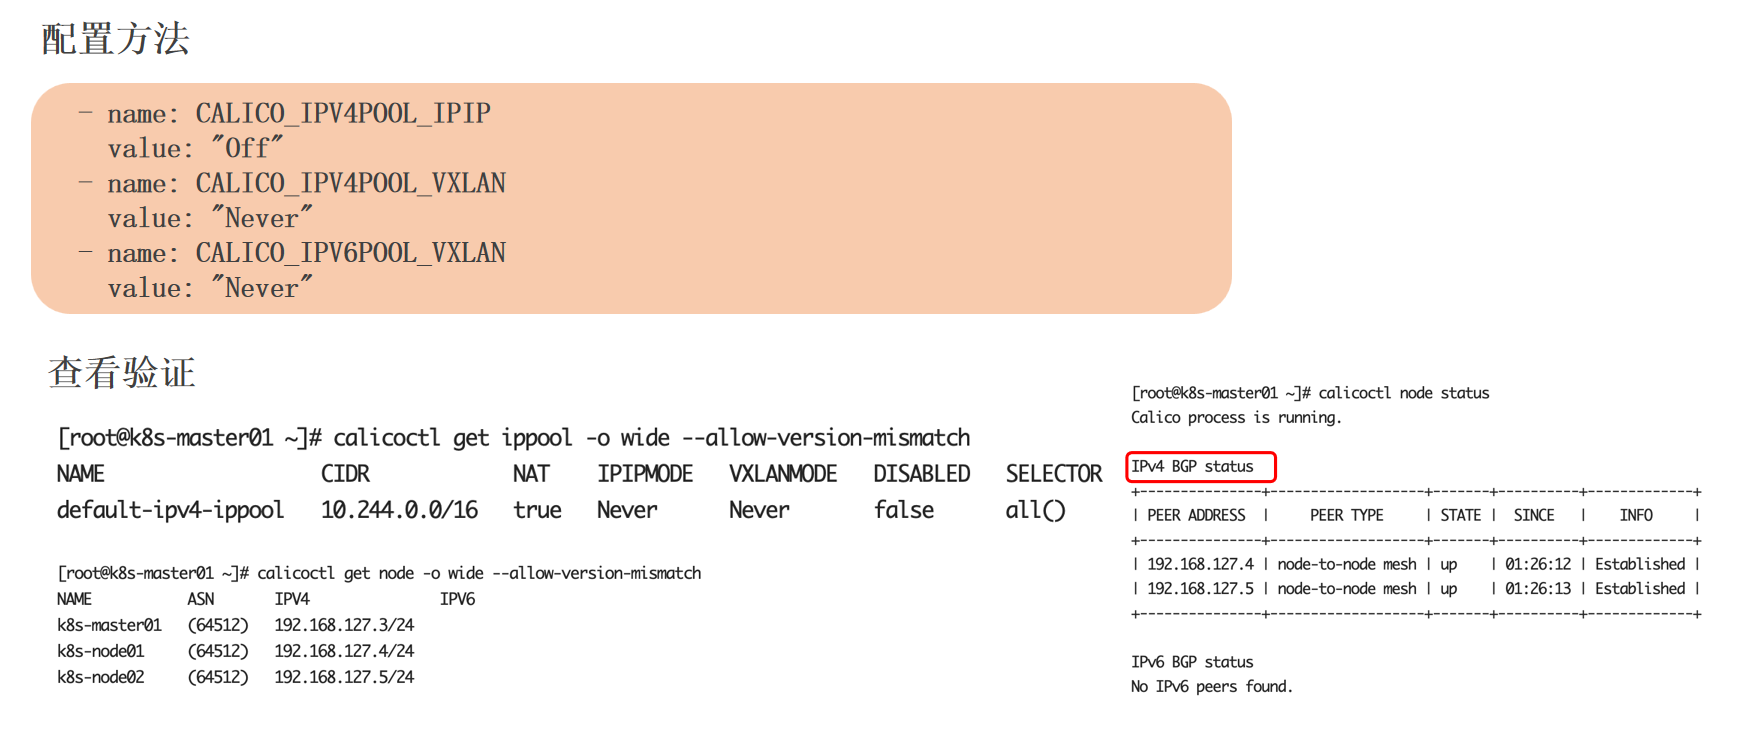 配置方法
- name: CALICO_IPV4POOL_IPIP
value: "Off"
- name: CALICO_IPV4POOL_VXLAN
value: "Never"
- name: CALICO_IPV6POOL_VXLAN
value: "Never"
查看验证
[root@k8s-master01 ~]# calicoctl get ippool -o wide --allow-version-mismatch
NAME CIDR NAT IPIPMODE VXLANMODE DISABLED SELECTOR
default-ipv4-ippool 10.244.0.0/16 true Never Never false all()
[root@k8s-master01 ~]# calicoctl get node -o wide --allow-version-mismatch
NAME ASN IPV4 IPV6
k8s-master01 (64512) 192.168.127.3/24
k8s-node01 (64512) 192.168.127.4/24
k8s-node02 (64512) 192.168.127.5/24
[root@k8s-master01 ~]# calicoctl node status
Calico process is running.
IPv4 BGP status
+---------------+-------------------+-------+----------+-------------+
| PEER ADDRESS | PEER TYPE | STATE | SINCE | INFO |
+---------------+-------------------+-------+----------+-------------+
| 192.168.127.4 | node-to-node mesh | up | 01:26:12 | Established |
| 192.168.127.5 | node-to-node mesh | up | 01:26:13 | Established |
+---------------+-------------------+-------+----------+-------------+
IPv6 BGP status
No IPv6 peers found.